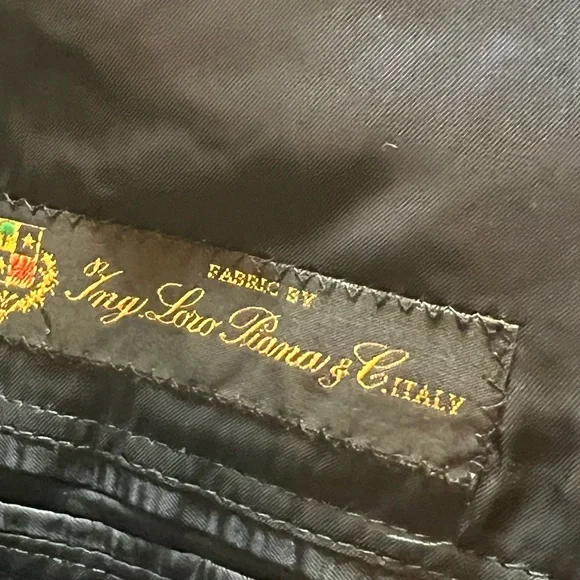 FABRIC BY
Ing. Loro Piana & C. ITALY